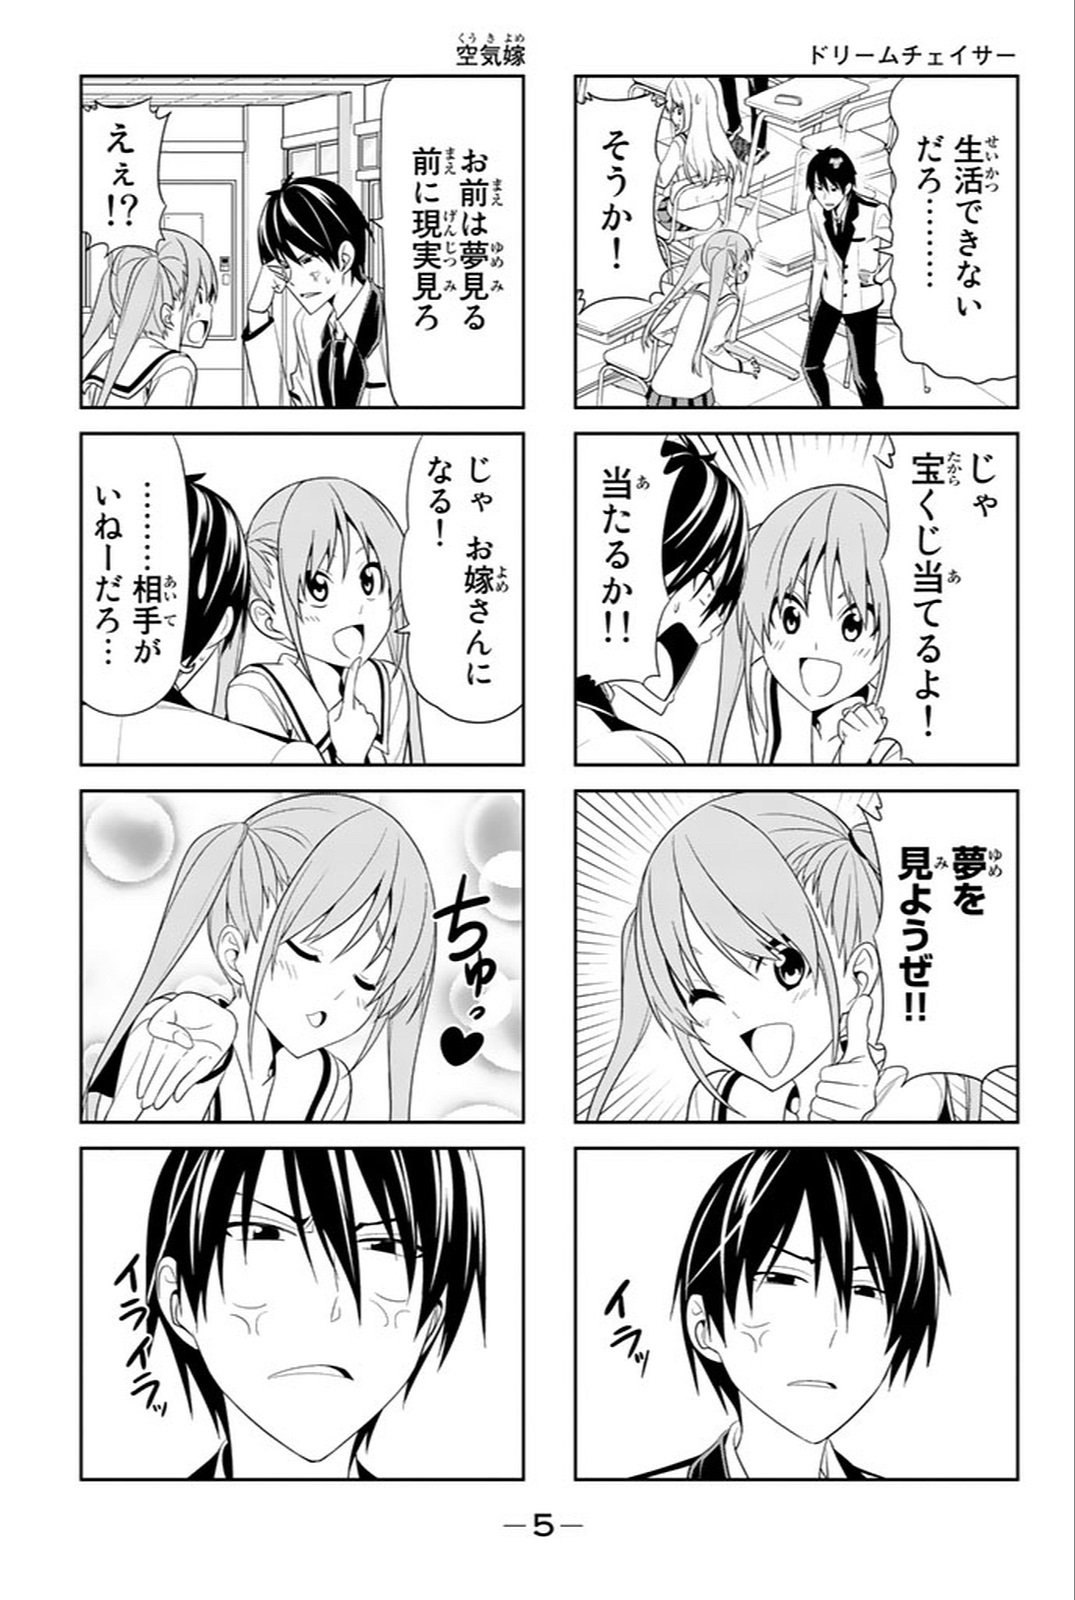 ドリームチェイサー
生活できない
だろ………
そうか！
じゃ
宝くじ当てるよ！
当たるか！！
夢を
見ようぜ！！
イラッ
空気嫁
お前は夢見る
前に現実見ろ
えぇ！？
じゃ お嫁さんに
なる！
………相手が
いねーだろ…
ちゅっ♥
イライラッ
—5—